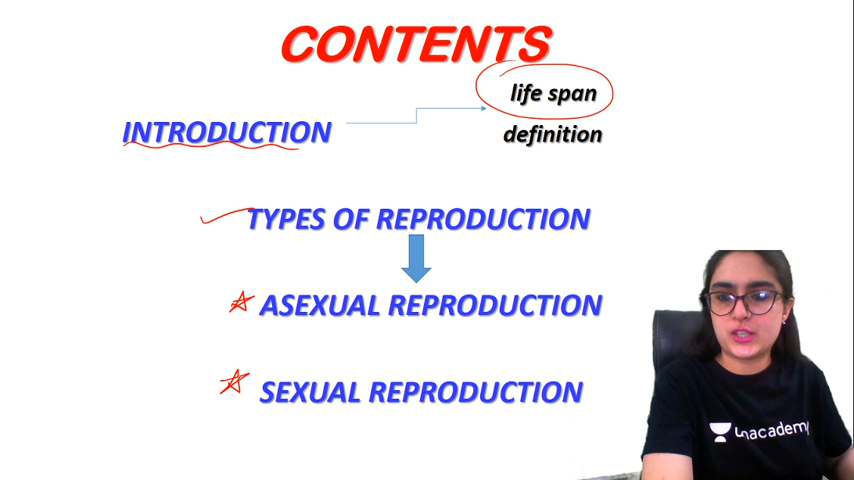 CONTENTS
life span
INTRODUCTION
definition
TYPES OF REPRODUCTION
ASEXUAL REPRODUCTION
SEXUAL REPRODUCTION
unacademy